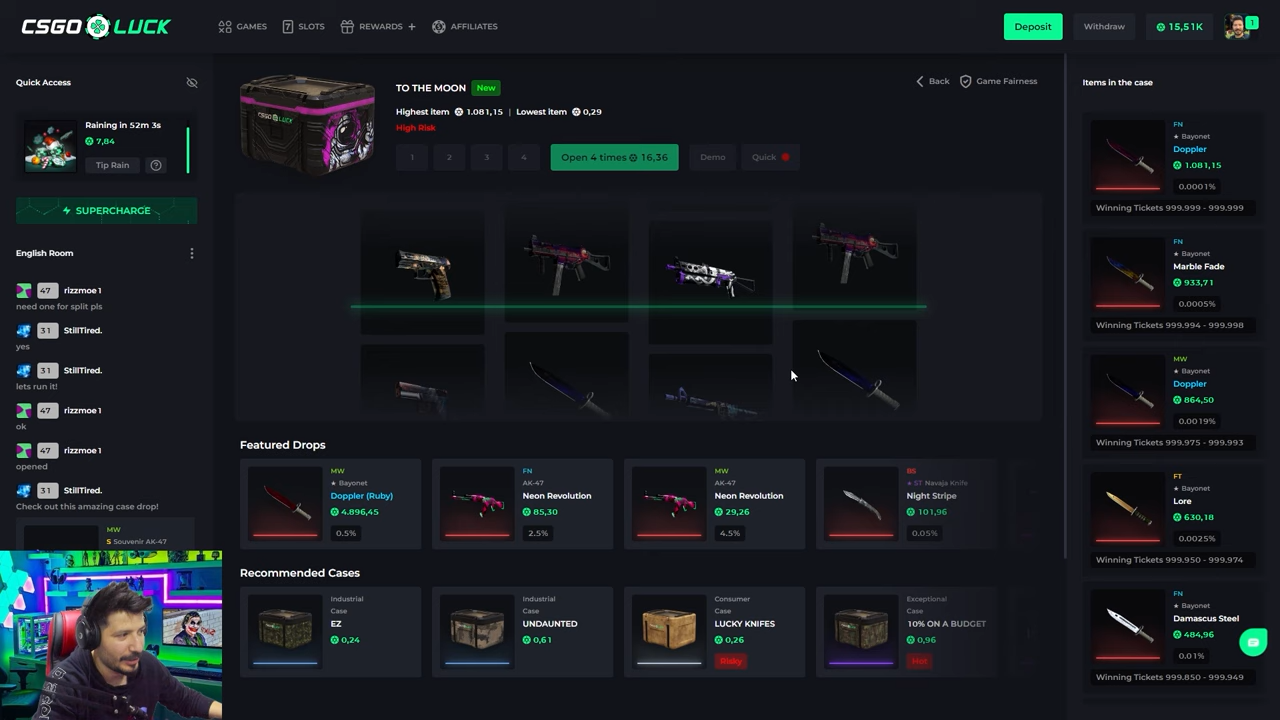 CSGO LUCK
GAMES
SLOTS
REWARDS +
AFFILIATES
Deposit
Withdraw
15,51K
1
Quick Access
Raining in 52m 3s
7,84
Tip Rain
?
SUPERCHARGE
English Room
47 rizzmoe 1
need one for split pls
31 StillTired.
yes
31 StillTired.
lets run it!
47 rizzmoe 1
ok
47 rizzmoe 1
opened
31 StillTired.
Check out this amazing case drop!
MW
S Souvenir AK-47
CSGO LUCK
TO THE MOON New
Highest item 1.081,15 | Lowest item 0,29
High Risk
1 2 3 4
Open 4 times 16,36
Demo
Quick
Back
Game Fairness
Featured Drops
MW
★ Bayonet
Doppler (Ruby)
4.896,45
0.5%
FN
AK-47
Neon Revolution
85,30
2.5%
MW
AK-47
Neon Revolution
29,26
4.5%
BS
★ ST Navaja Knife
Night Stripe
101,96
0.05%
Recommended Cases
Industrial
Case
EZ
0,24
Industrial
Case
UNDAUNTED
0,61
Consumer
Case
LUCKY KNIFES
0,26
Risky
Exceptional
Case
10% ON A BUDGET
0,96
Hot
Items in the case
FN
★ Bayonet
Doppler
1.081,15
0.0001%
Winning Tickets 999.999 - 999.999
FN
★ Bayonet
Marble Fade
933,71
0.0005%
Winning Tickets 999.994 - 999.998
MW
★ Bayonet
Doppler
864,50
0.0019%
Winning Tickets 999.975 - 999.993
FT
★ Bayonet
Lore
630,18
0.0025%
Winning Tickets 999.950 - 999.974
FN
★ Bayonet
Damascus Steel
484,96
0.01%
Winning Tickets 999.850 - 999.949